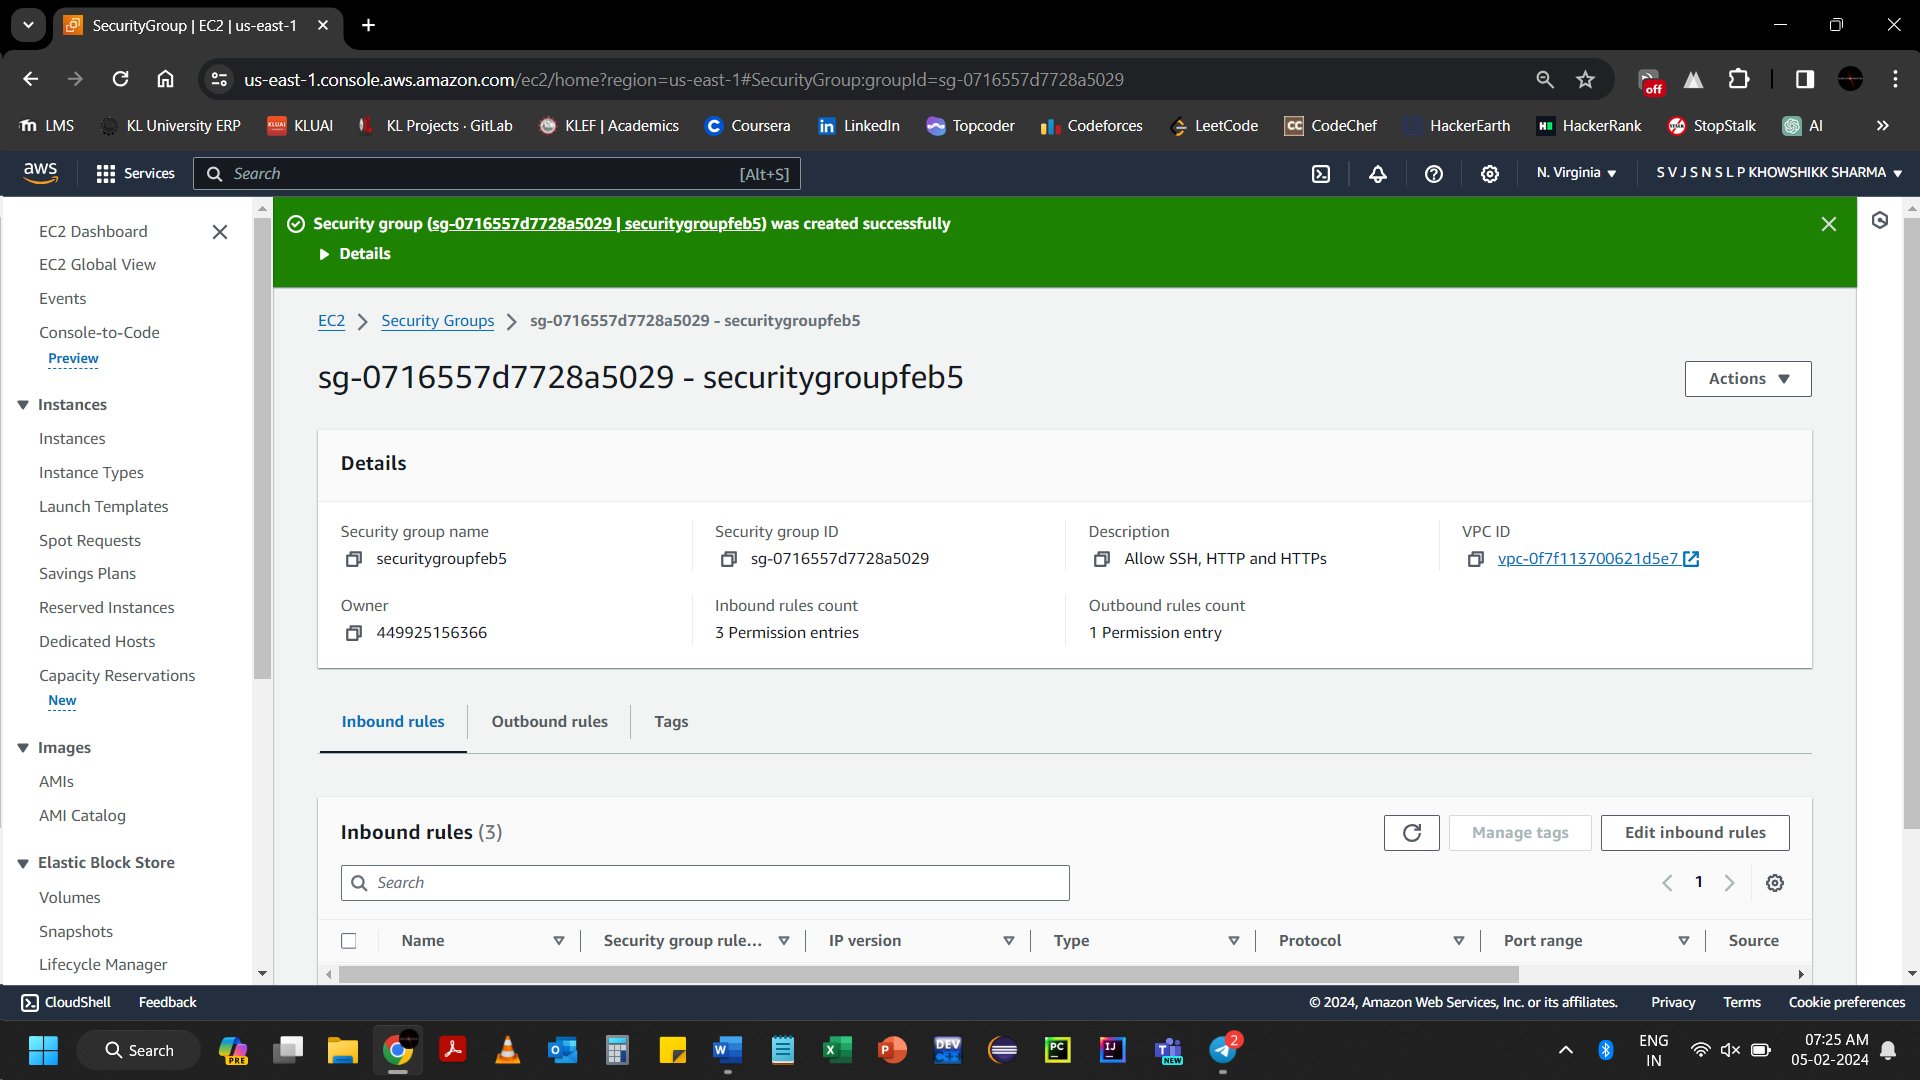 SecurityGroup | EC2 | us-east-1
us-east-1.console.aws.amazon.com/ec2/home?region=us-east-1#SecurityGroup:groupId=sg-0716557d7728a5029
off
LMS KL University ERP KLUAI KL Projects · GitLab KLEF | Academics Coursera LinkedIn Topcoder Codeforces LeetCode CodeChef HackerEarth HackerRank StopStalk AI
aws Services Search [Alt+S] N. Virginia S V J S N S L P KHOWSHIKK SHARMA
EC2 Dashboard
EC2 Global View
Events
Console-to-Code
Preview
Instances
Instances
Instance Types
Launch Templates
Spot Requests
Savings Plans
Reserved Instances
Dedicated Hosts
Capacity Reservations
New
Images
AMIs
AMI Catalog
Elastic Block Store
Volumes
Snapshots
Lifecycle Manager
Security group (sg-0716557d7728a5029 | securitygroupfeb5) was created successfully
Details
EC2 Security Groups sg-0716557d7728a5029 - securitygroupfeb5
sg-0716557d7728a5029 - securitygroupfeb5
Actions
Details
Security group name Security group ID Description VPC ID
securitygroupfeb5 sg-0716557d7728a5029 Allow SSH, HTTP and HTTPs vpc-0f7f113700621d5e7
Owner Inbound rules count Outbound rules count
449925156366 3 Permission entries 1 Permission entry
Inbound rules Outbound rules Tags
Inbound rules (3) Manage tags Edit inbound rules
Search 1
Name Security group rule... IP version Type Protocol Port range Source
CloudShell Feedback © 2024, Amazon Web Services, Inc. or its affiliates. Privacy Terms Cookie preferences
Search
PRE
DEV
C++
PC
IJ
NEW
2
ENG
IN
07:25 AM
05-02-2024